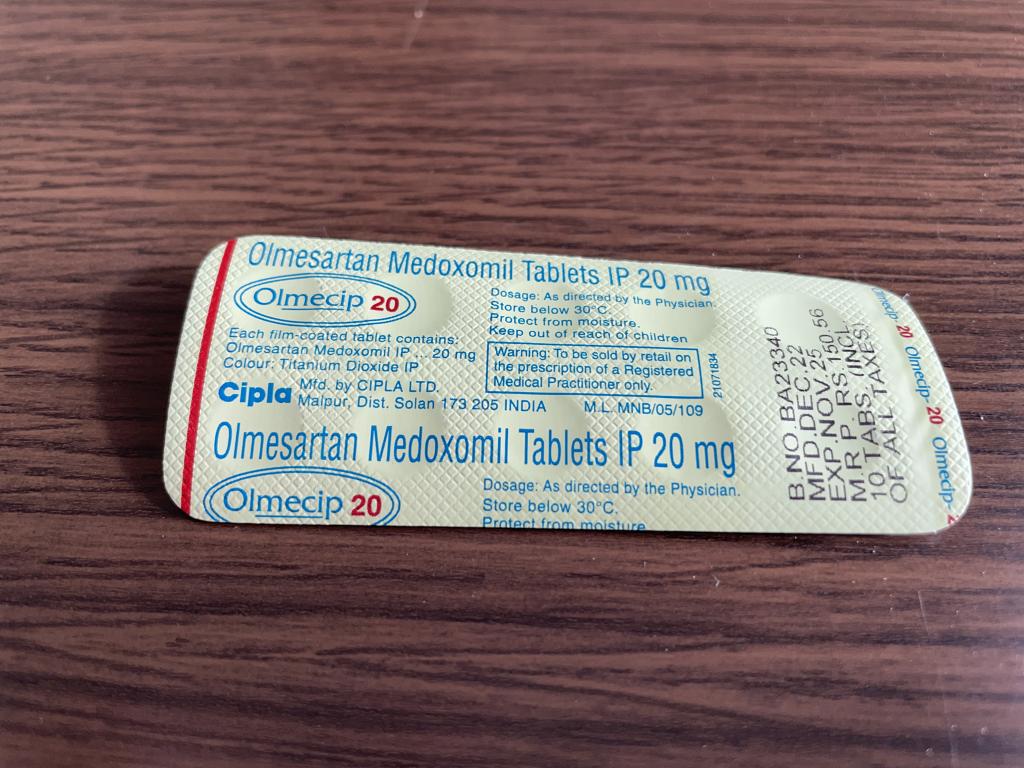 Olmesartan Medoxomil Tablets IP 20 mg
Olmecip 20
Each film-coated tablet contains:
Olmesartan Medoxomil IP ... 20 mg
Colour: Titanium Dioxide IP
Dosage: As directed by the Physician.
Store below 30°C.
Protect from moisture.
Keep out of reach of children
Warning: To be sold by retail on
the prescription of a Registered
Medical Practitioner only.
21071834
Cipla
Mfd. by CIPLA LTD.
Malpur, Dist. Solan 173 205 INDIA
M.L. MNB/05/109
Olmesartan Medoxomil Tablets IP 20 mg
Olmecip 20
Dosage: As directed by the Physician.
Store below 30°C.
Protect from moisture
B.NO.BA23340
MFD.DEC.22
EXP.NOV.25
M.R P. RS.150.56
10 TABS.(INCL.
OF ALL TAXES)
20 Olmecip- 20 Olmecip-